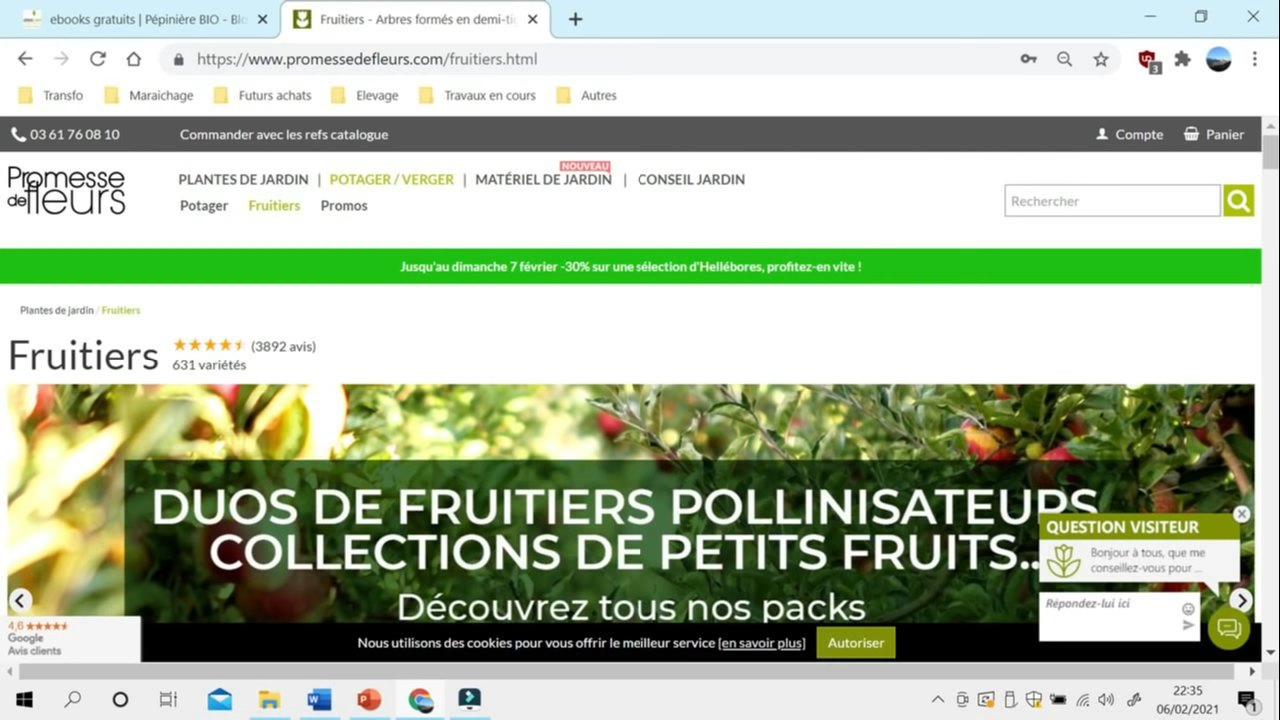 ebooks gratuits | Pépinière BIO - Blo
Fruitiers - Arbres formés en demi-ti
https://www.promessedefleurs.com/fruitiers.html
3
Transfo Maraichage Futurs achats Elevage Travaux en cours Autres
03 61 76 08 10 Commander avec les refs catalogue Compte Panier
NOUVEAU
Promesse de fleurs
PLANTES DE JARDIN | POTAGER / VERGER | MATÉRIEL DE JARDIN | CONSEIL JARDIN
Potager Fruitiers Promos
Rechercher
Jusqu'au dimanche 7 février -30% sur une sélection d'Hellébores, profitez-en vite !
Plantes de jardin / Fruitiers
Fruitiers
(3892 avis)
631 variétés
DUOS DE FRUITIERS POLLINISATEURS
COLLECTIONS DE PETITS FRUITS...
Découvrez tous nos packs
QUESTION VISITEUR
Bonjour à tous, que me
conseillez-vous pour ...
Répondez-lui ici
4,6
Google
Avis clients
Nous utilisons des cookies pour vous offrir le meilleur service [en savoir plus] Autoriser
22:35
06/02/2021
1